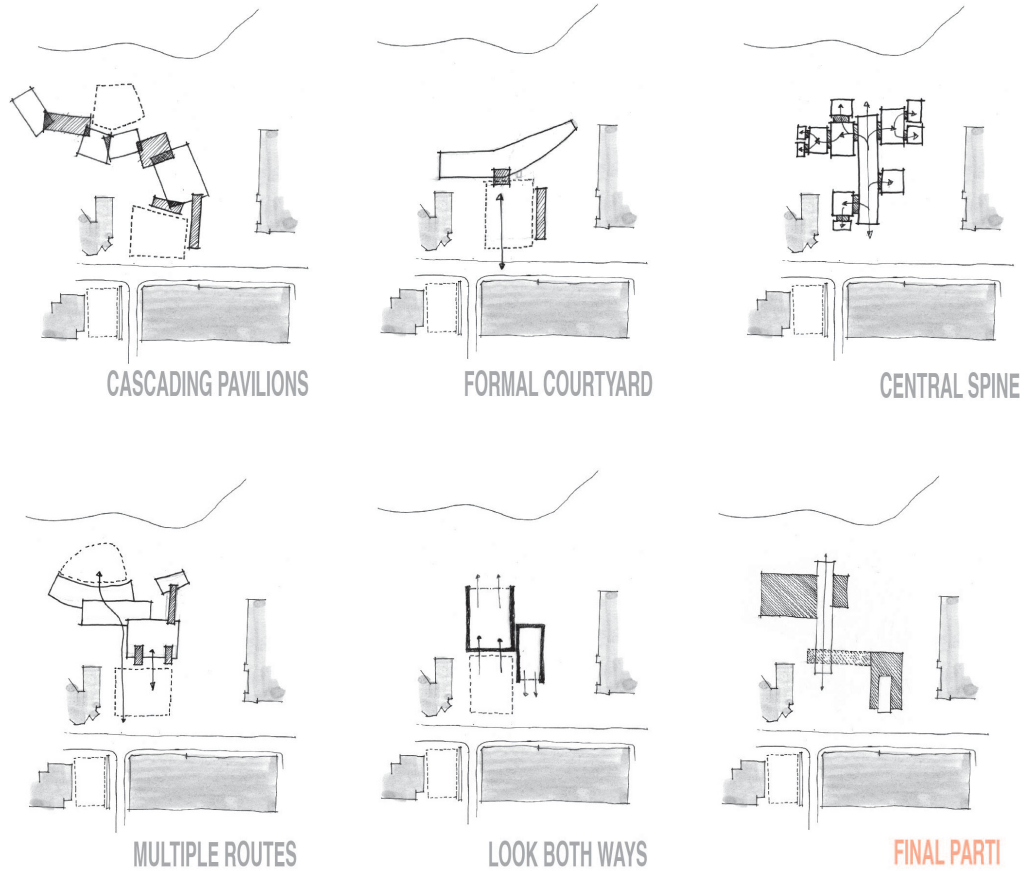 CASCADING PAVILIONS
FORMAL COURTYARD
CENTRAL SPINE
MULTIPLE ROUTES
LOOK BOTH WAYS
FINAL PARTI